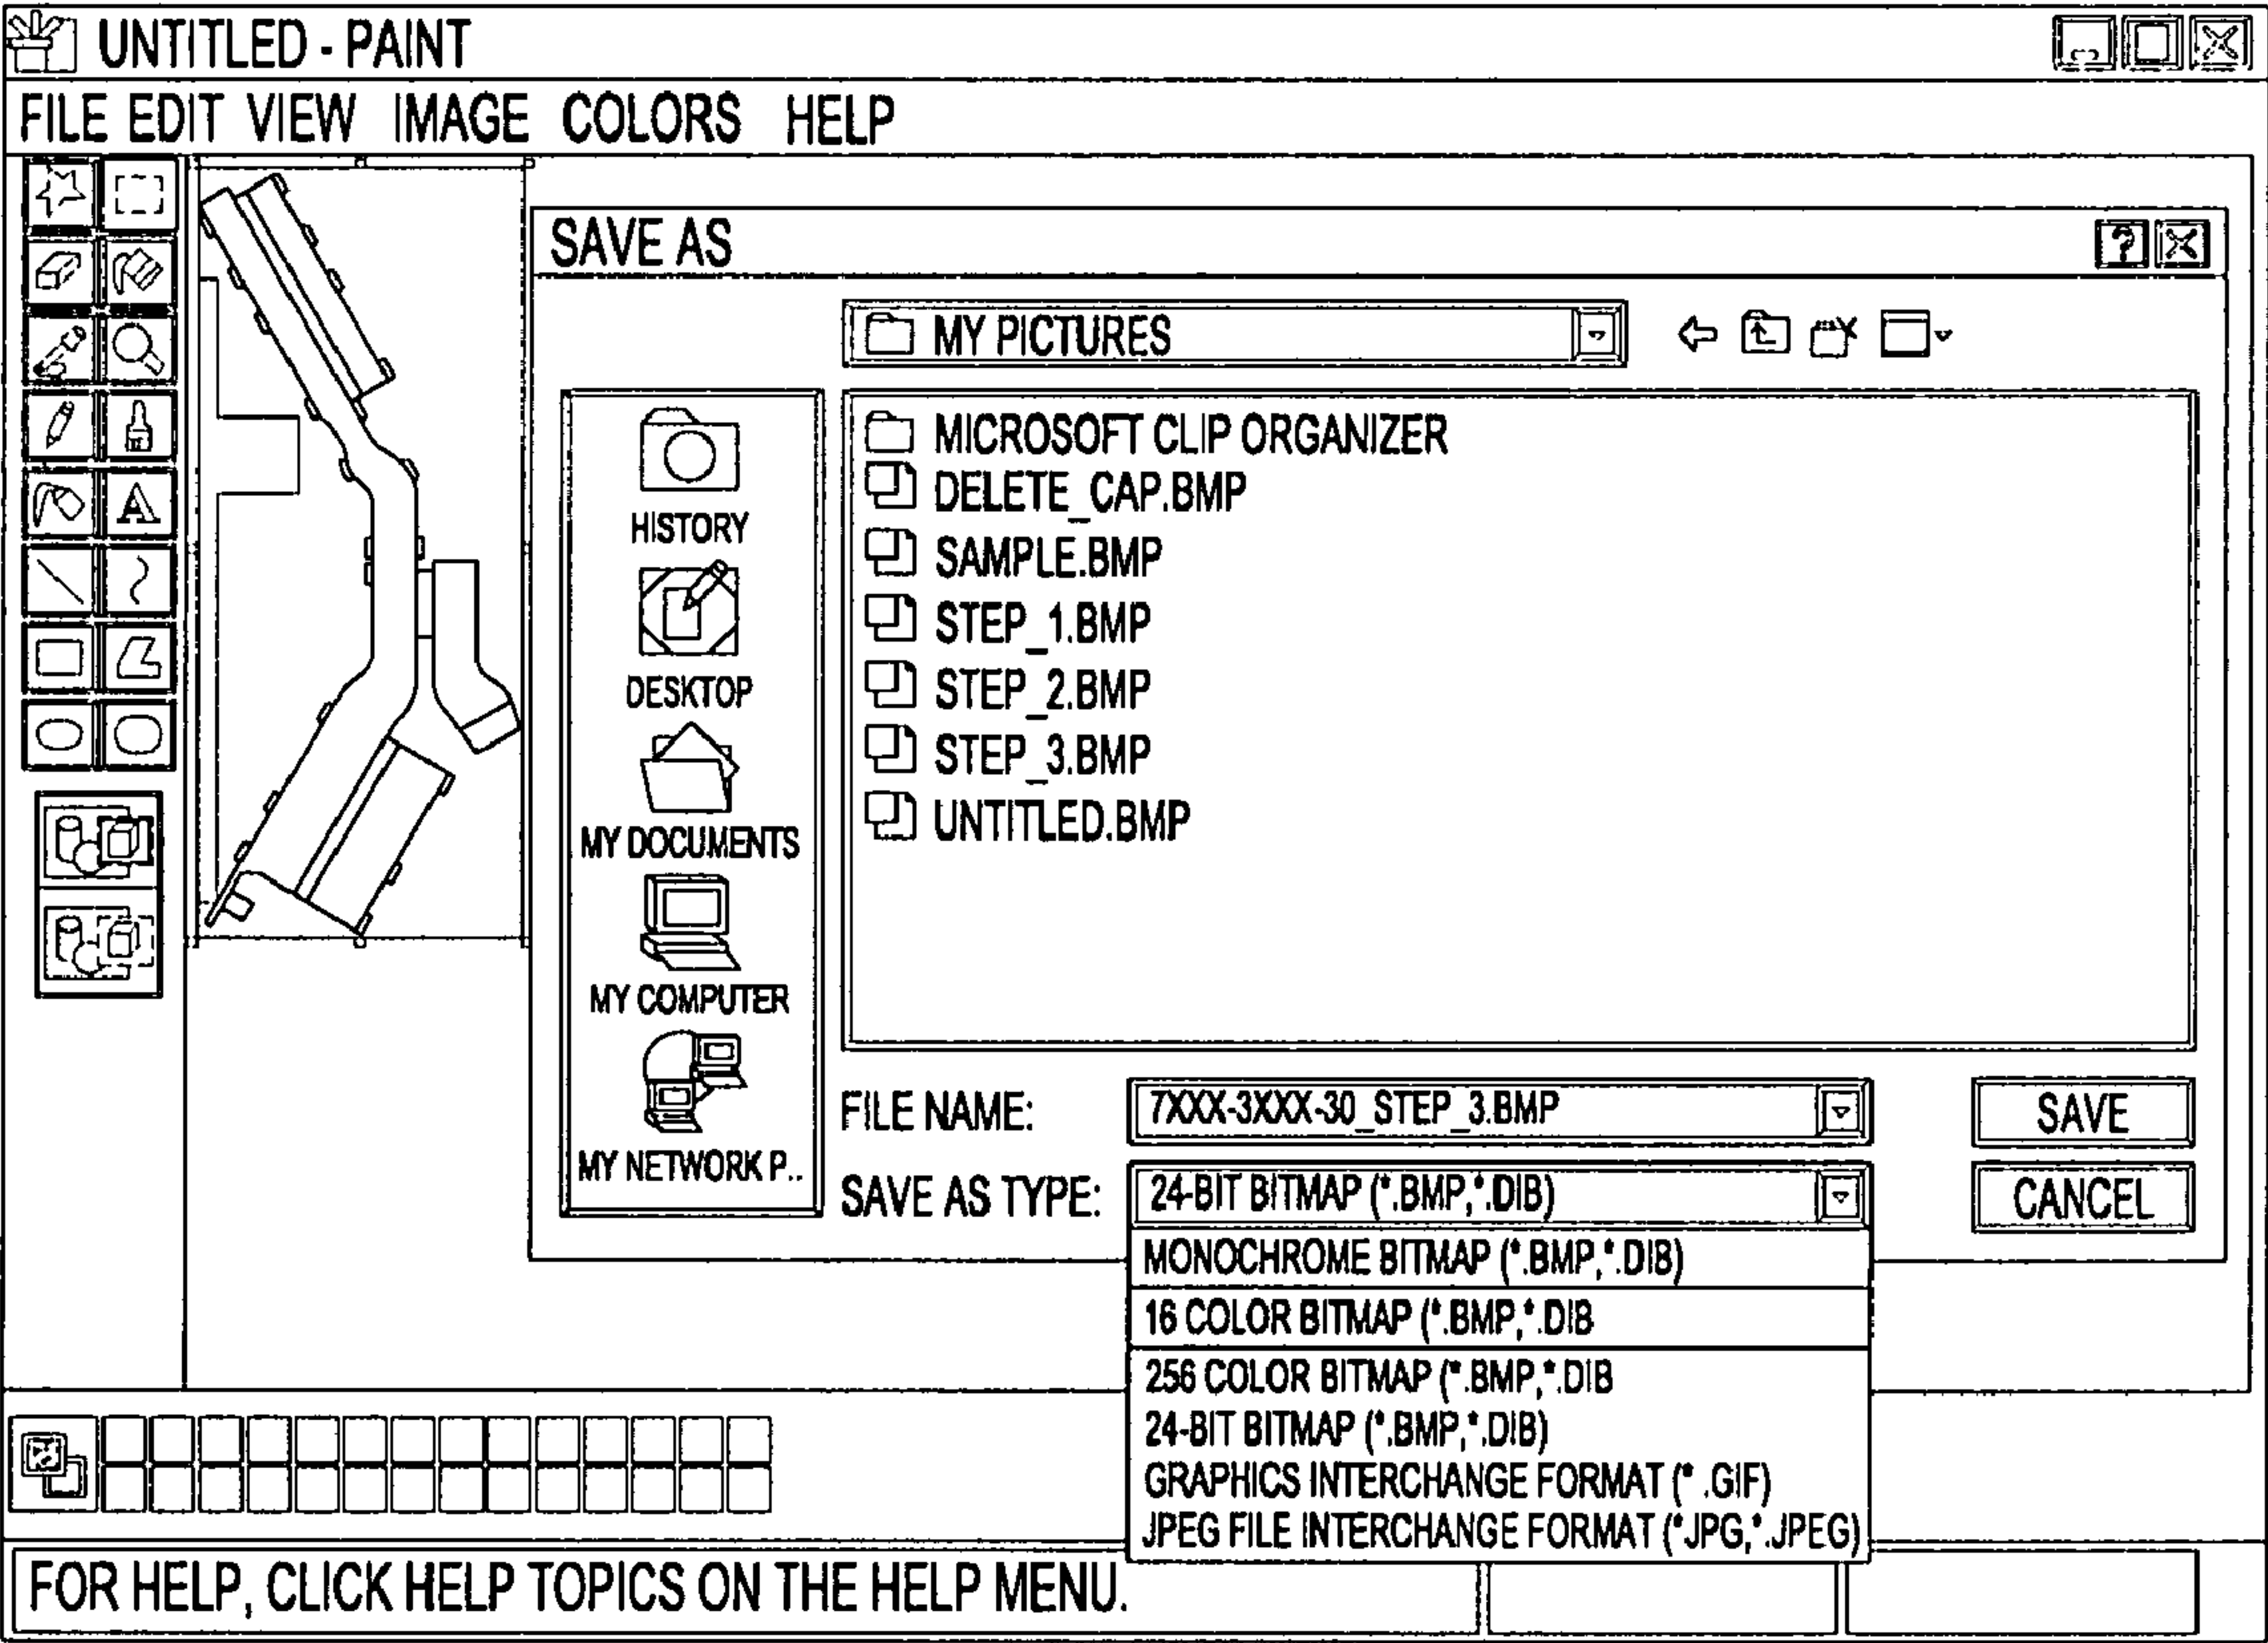 UNTITLED - PAINT
FILE EDIT VIEW IMAGE COLORS HELP
A
SAVE AS
?
MY PICTURES
HISTORY
DESKTOP
MY DOCUMENTS
MY COMPUTER
MY NETWORK P..
MICROSOFT CLIP ORGANIZER
DELETE_CAP.BMP
SAMPLE.BMP
STEP_1.BMP
STEP_2.BMP
STEP_3.BMP
UNTITLED.BMP
FILE NAME: 7XXX-3XXX-30_STEP_3.BMP SAVE
SAVE AS TYPE: 24-BIT BITMAP (*.BMP,*.DIB) CANCEL
MONOCHROME BITMAP (*.BMP,*.DIB)
16 COLOR BITMAP (*.BMP,*.DIB
256 COLOR BITMAP (*.BMP,*.DIB
24-BIT BITMAP (*.BMP,*.DIB)
GRAPHICS INTERCHANGE FORMAT (* .GIF)
JPEG FILE INTERCHANGE FORMAT (*JPG,*.JPEG)
FOR HELP, CLICK HELP TOPICS ON THE HELP MENU.